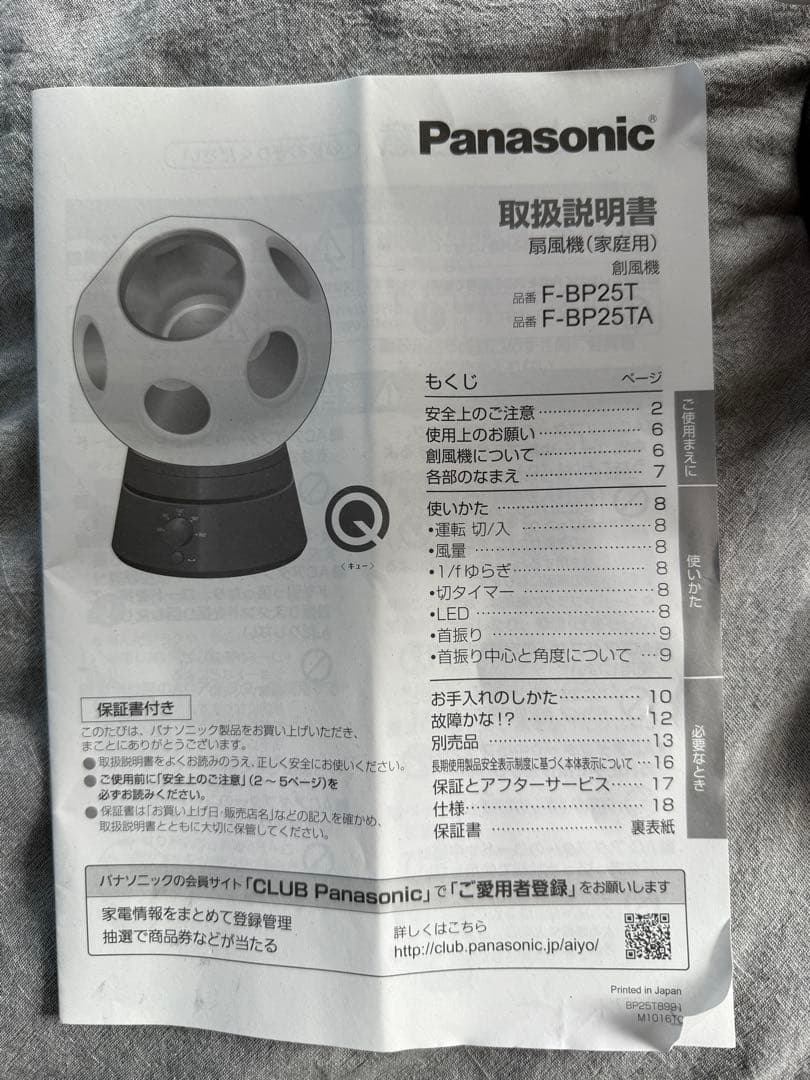 Panasonic®
取扱説明書
扇風機(家庭用)
創風機
品番 F-BP25T
品番 F-BP25TA
もくじ ページ
安全上のご注意 2
使用上のお願い 6
創風機について 6
各部のなまえ 7
ご使用まえに
使いかた 8
•運転 切/入 8
•風量 8
•1/fゆらぎ 8
•切タイマー 8
•LED 8
•首振り 9
•首振り中心と角度について 9
使いかた
お手入れのしかた 10
故障かな!? 12
別売品 13
長期使用製品安全表示制度に基づく本体表示について 16
保証とアフターサービス 17
仕様 18
保証書 裏表紙
必要なとき
Q
〈キュー〉
保証書付き
このたびは、パナソニック製品をお買い上げいただき、
まことにありがとうございます。
●取扱説明書をよくお読みのうえ、正しく安全にお使いください。
●ご使用前に「安全上のご注意」(2〜5ページ)を
必ずお読みください。
●保証書は「お買い上げ日・販売店名」などの記入を確かめ、
取扱説明書とともに大切に保管してください。
パナソニックの会員サイト「CLUB Panasonic」で「ご愛用者登録」をお願いします
家電情報をまとめて登録管理
抽選で商品券などが当たる
詳しくはこちら
http://club.panasonic.jp/aiyo/
Printed in Japan